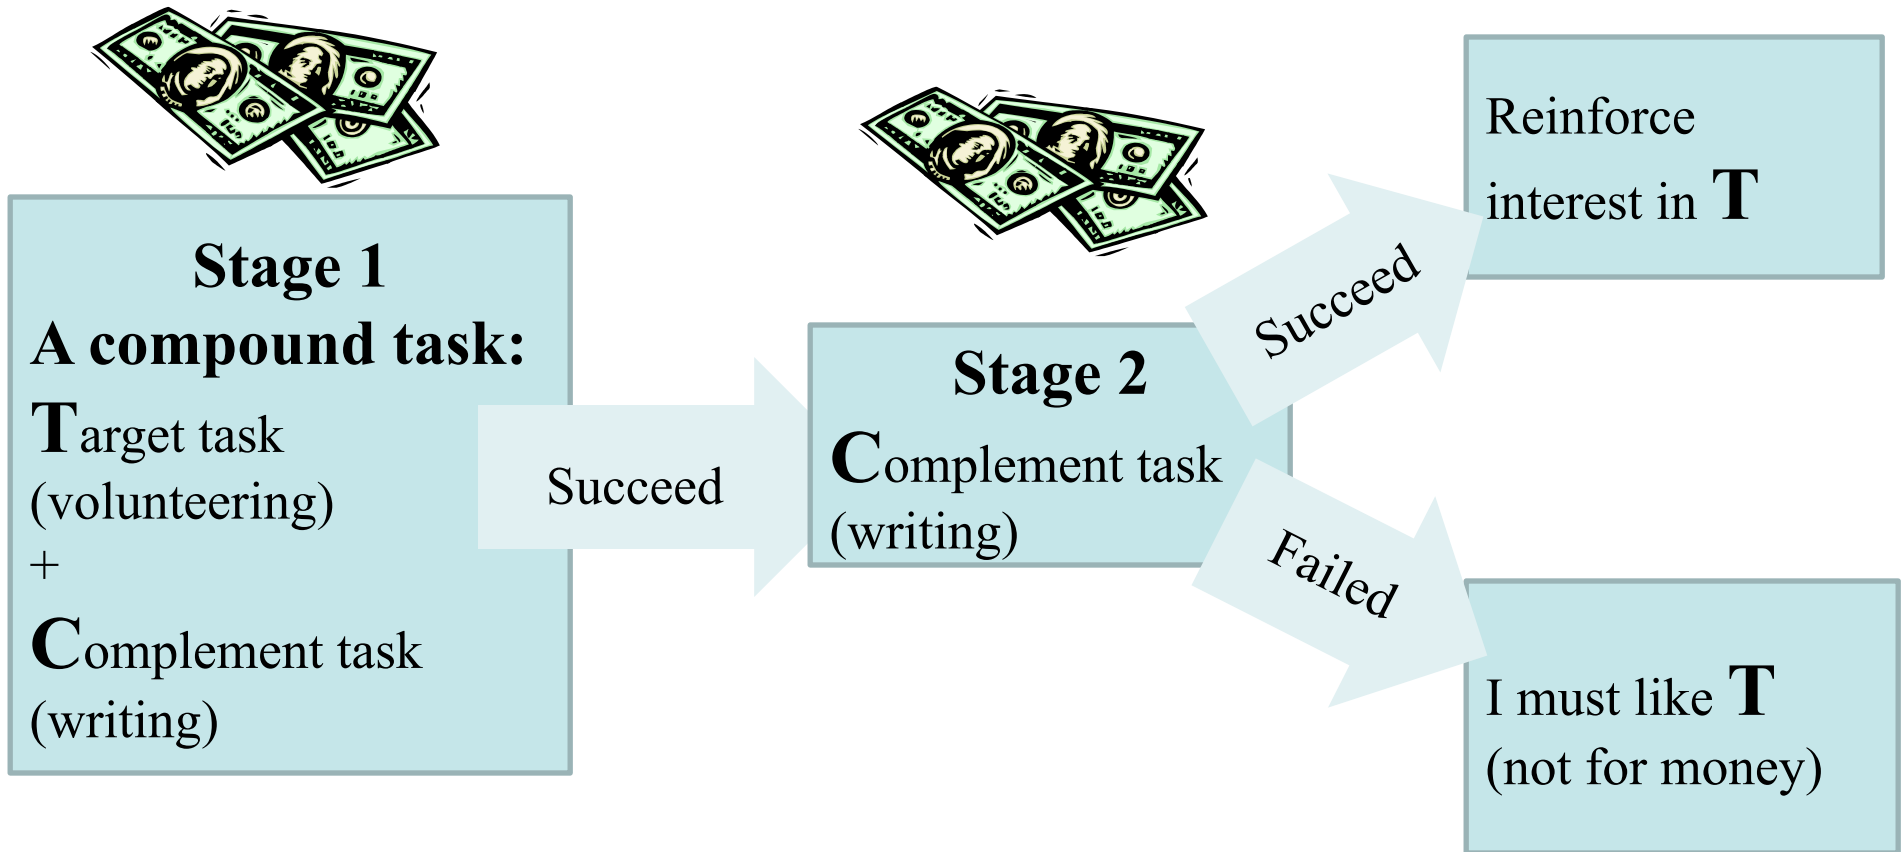 Stage 1
A compound task:
Target task
(volunteering)
+
Complement task
(writing)
Succeed
Stage 2
Complement task
(writing)
Succeed
Failed
Reinforce
interest in T
I must like T
(not for money)